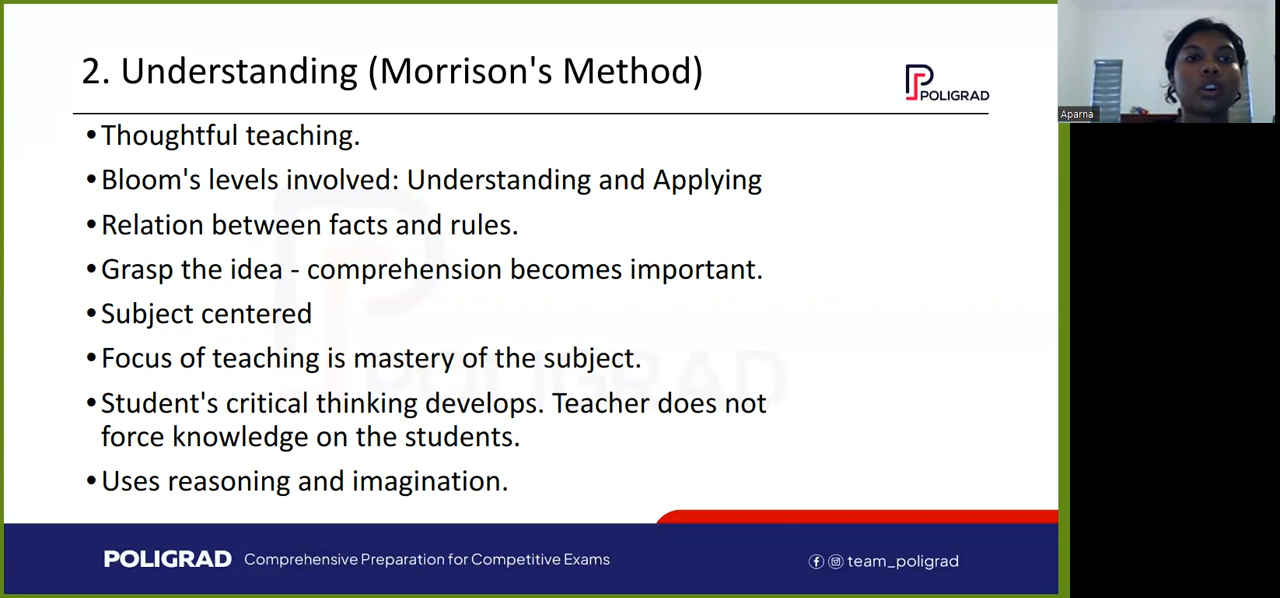 2. Understanding (Morrison's Method)
POLIGRAD
• Thoughtful teaching.
• Bloom's levels involved: Understanding and Applying
• Relation between facts and rules.
• Grasp the idea - comprehension becomes important.
• Subject centered
• Focus of teaching is mastery of the subject.
• Student's critical thinking develops. Teacher does not
force knowledge on the students.
• Uses reasoning and imagination.
POLIGRAD
POLIGRAD Comprehensive Preparation for Competitive Exams
team_poligrad
Aparna